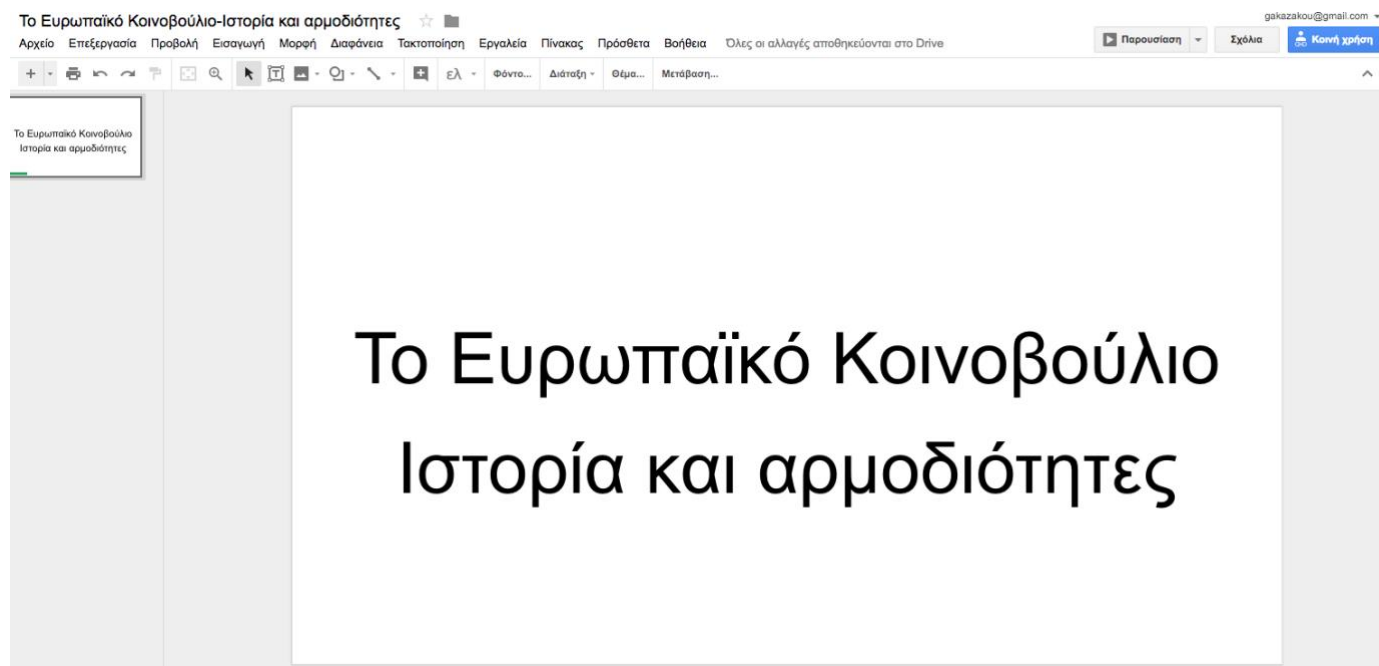 Το Ευρωπαϊκό Κοινοβούλιο-Ιστορία και αρμοδιότητες
gakazakou@gmail.com
Αρχείο Επεξεργασία Προβολή Εισαγωγή Μορφή Διαφάνεια Τακτοποίηση Εργαλεία Πίνακας Πρόσθετα Βοήθεια Όλες οι αλλαγές αποθηκεύονται στο Drive
Παρουσίαση Σχόλια Κοινή χρήση
ελ Φόντο... Διάταξη Θέμα... Μετάβαση...
Το Ευρωπαϊκό Κοινοβούλιο
Ιστορία και αρμοδιότητες
Το Ευρωπαϊκό Κοινοβούλιο
Ιστορία και αρμοδιότητες